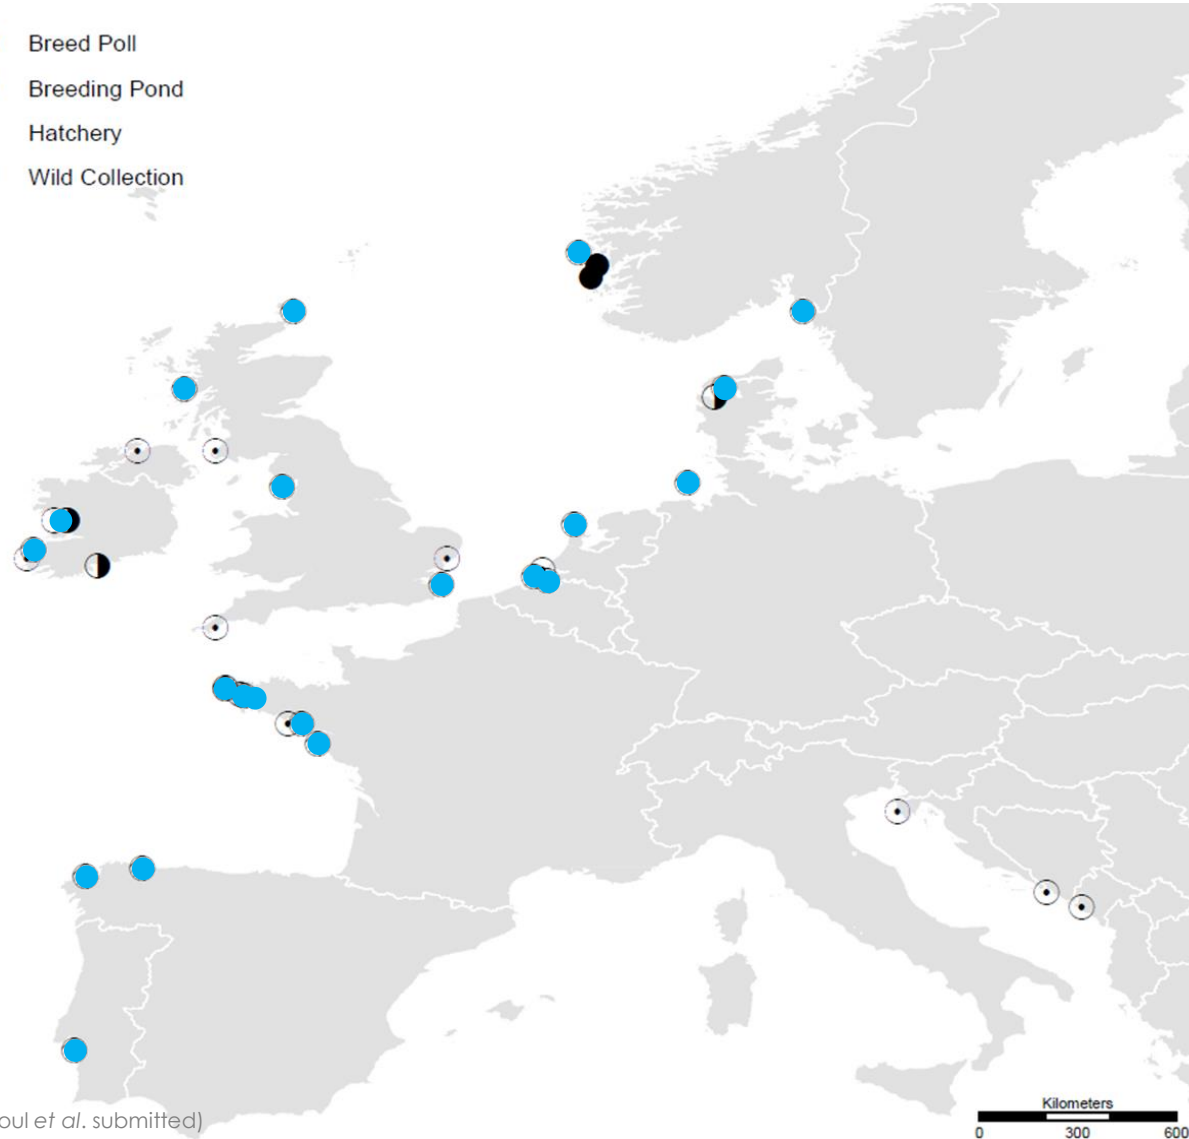 Breed Poll
Breeding Pond
Hatchery
Wild Collection
oul et al. submitted)
Kilometers
0 300 600